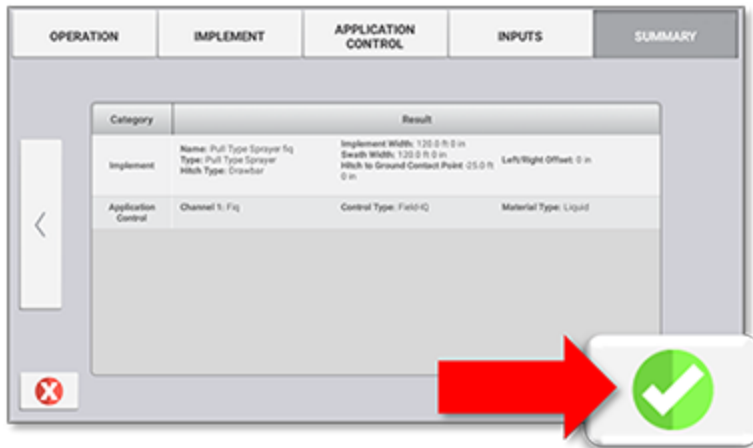 OPERATION
IMPLEMENT
APPLICATION
CONTROL
INPUTS
SUMMARY
Category
Result
Implement
Name: Pull Type Sprayer fiq
Type: Pull Type Sprayer
Hitch Type: Drawbar
Implement Width: 120.0 ft 0 in
Swath Width: 120.0 ft 0 in
Hitch to Ground Contact Point -25.0 ft
0 in
Left/Right Offset: 0 in
Application
Control
Channel 1: Fiq
Control Type: Field-IQ
Material Type: Liquid